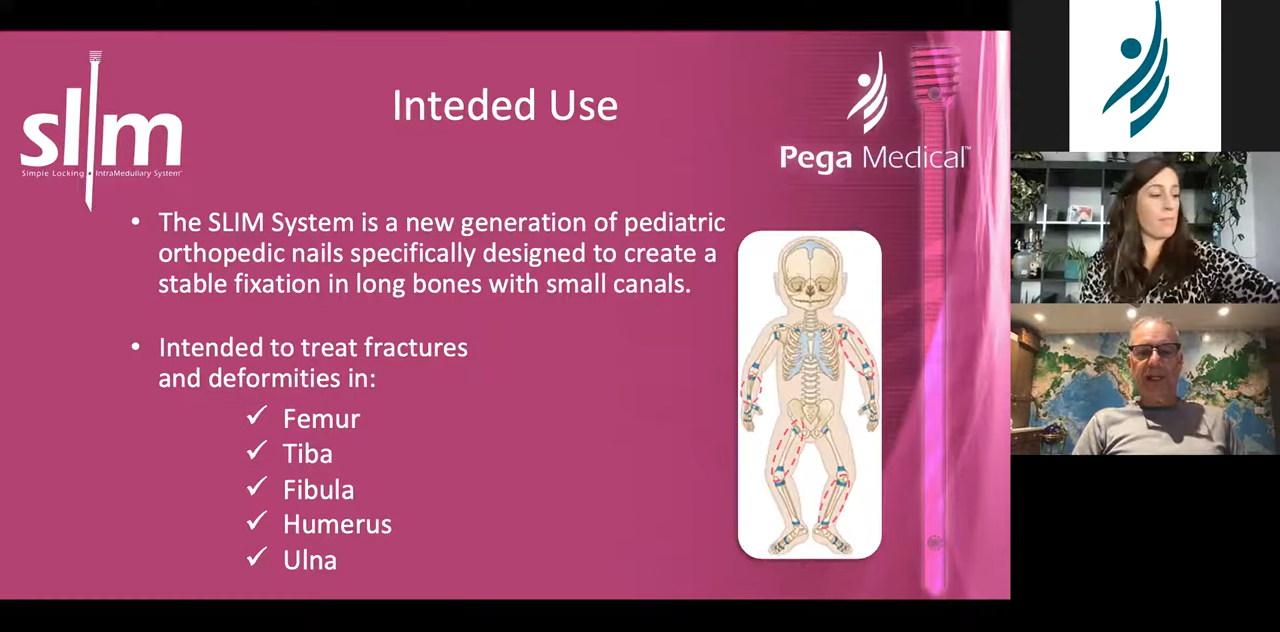 slim
Simple Locking • IntraMedullary System™
Inteded Use
Pega Medical™
• The SLIM System is a new generation of pediatric
orthopedic nails specifically designed to create a
stable fixation in long bones with small canals.
• Intended to treat fractures
and deformities in:
✓ Femur
✓ Tiba
✓ Fibula
✓ Humerus
✓ Ulna